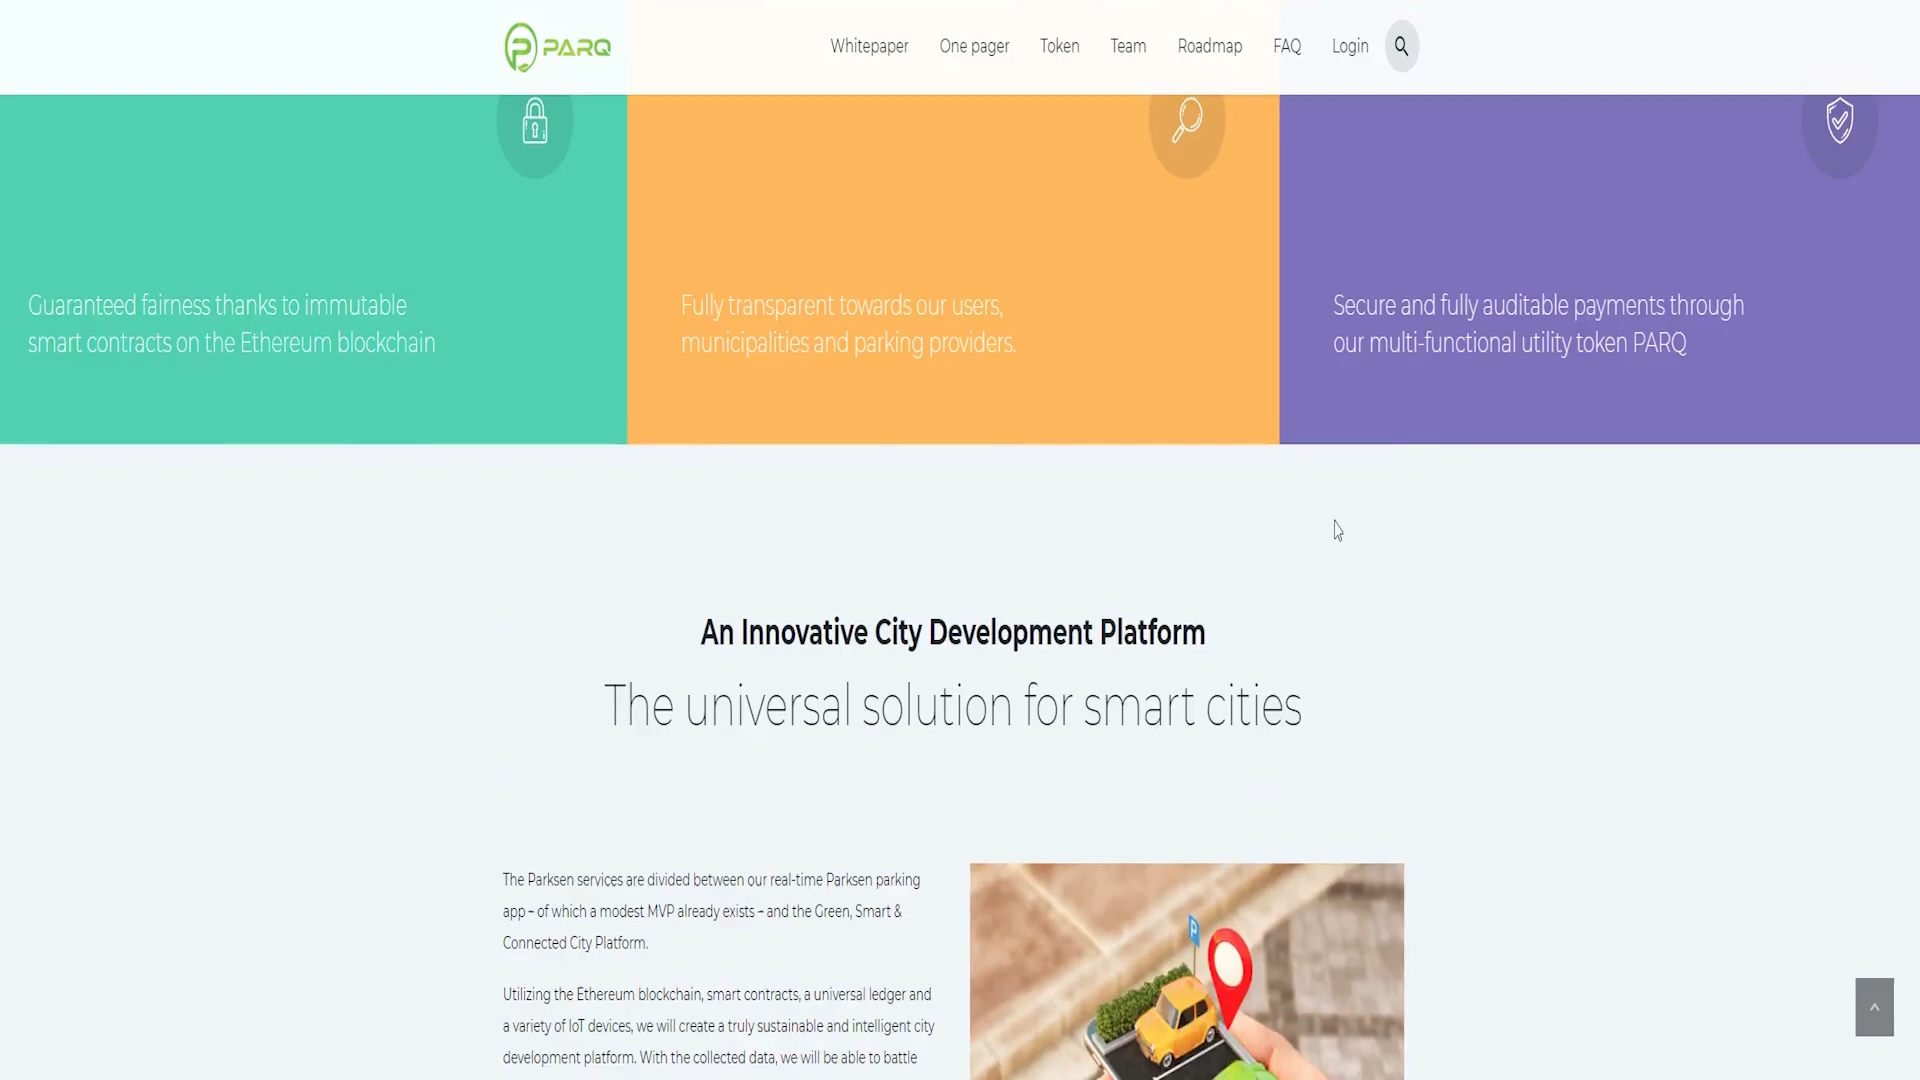 PARQ
Whitepaper One pager Token Team Roadmap FAQ Login
Guaranteed fairness thanks to immutable
smart contracts on the Ethereum blockchain
Fully transparent towards our users,
municipalities and parking providers.
Secure and fully auditable payments through
our multi-functional utility token PARQ
An Innovative City Development Platform
The universal solution for smart cities
The Parksen services are divided between our real-time Parksen parking
app – of which a modest MVP already exists – and the Green, Smart &
Connected City Platform.
Utilizing the Ethereum blockchain, smart contracts, a universal ledger and
a variety of IoT devices, we will create a truly sustainable and intelligent city
development platform. With the collected data, we will be able to battle
P